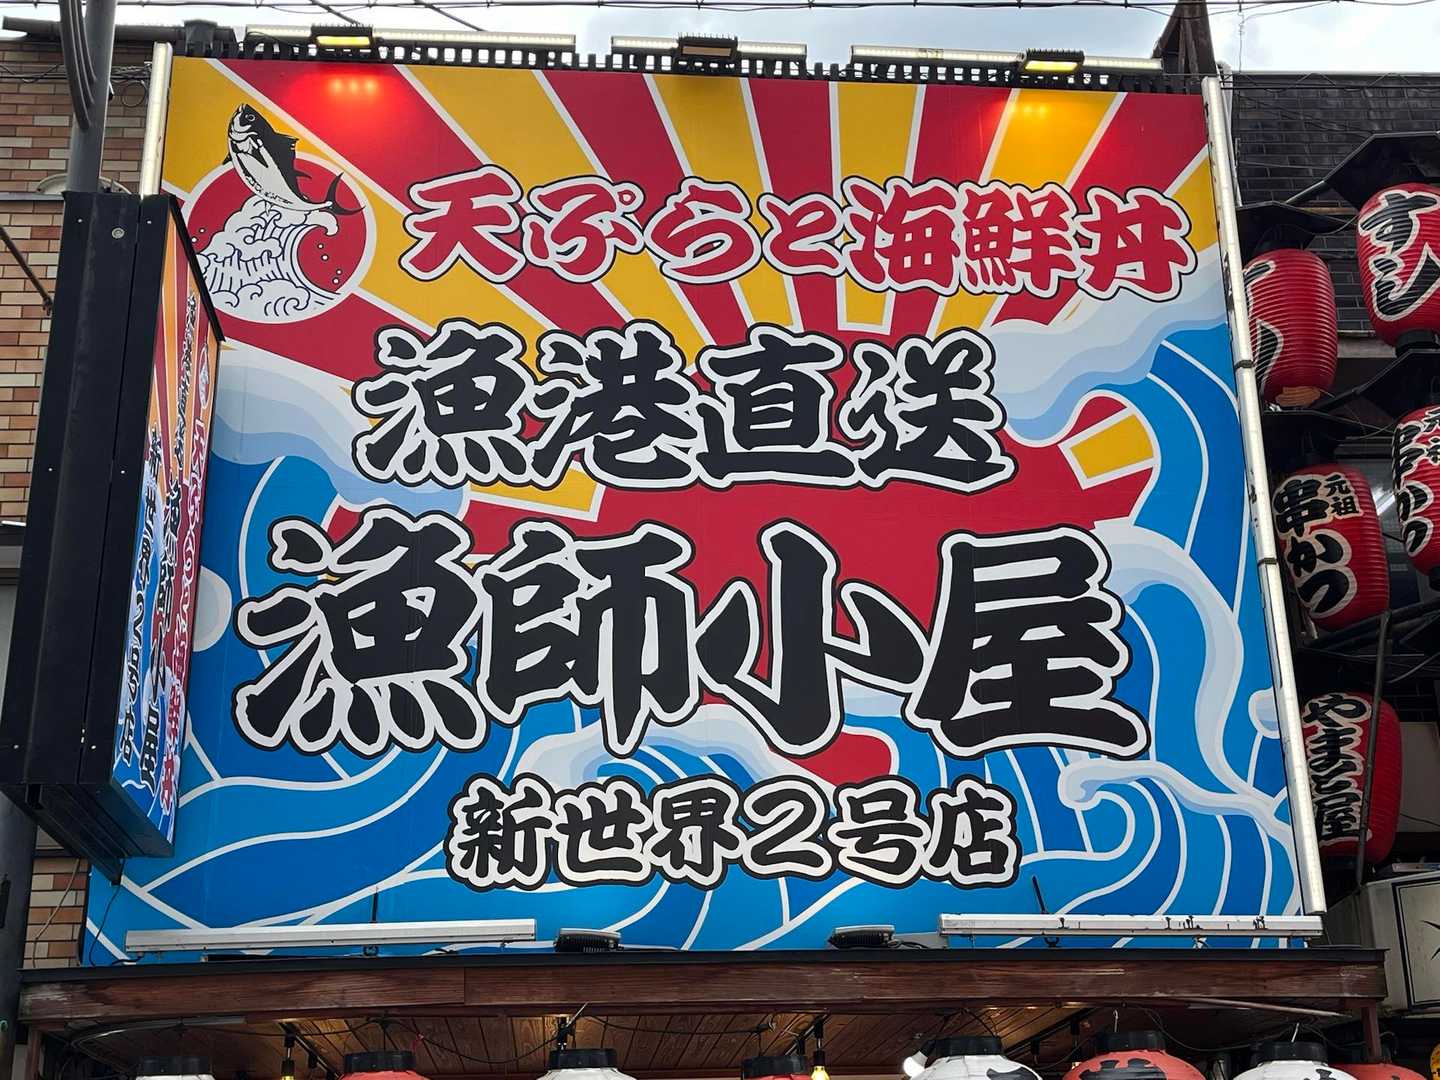 天ぷらと海鮮丼
漁港直送
漁師小屋
新世界2号店
すし
元祖
串かつ
元祖
串かつ
やまと屋